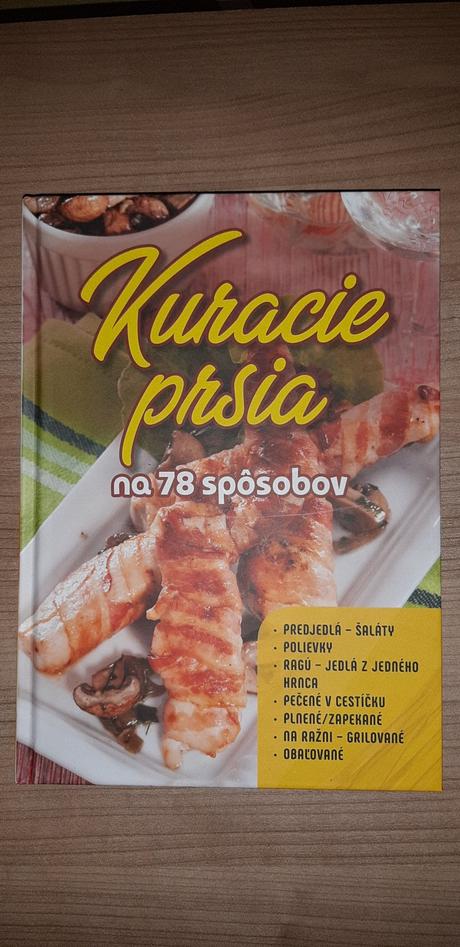 Kuracie
prsia
na 78 spôsobov
• PREDJEDLÁ – ŠALÁTY
• POLIEVKY
• RAGÚ – JEDLÁ Z JEDNÉHO
HRNCA
• PEČENÉ V CESTÍČKU
• PLNENÉ/ZAPEKANÉ
• NA RAŽNI – GRILOVANÉ
• OBAĽOVANÉ